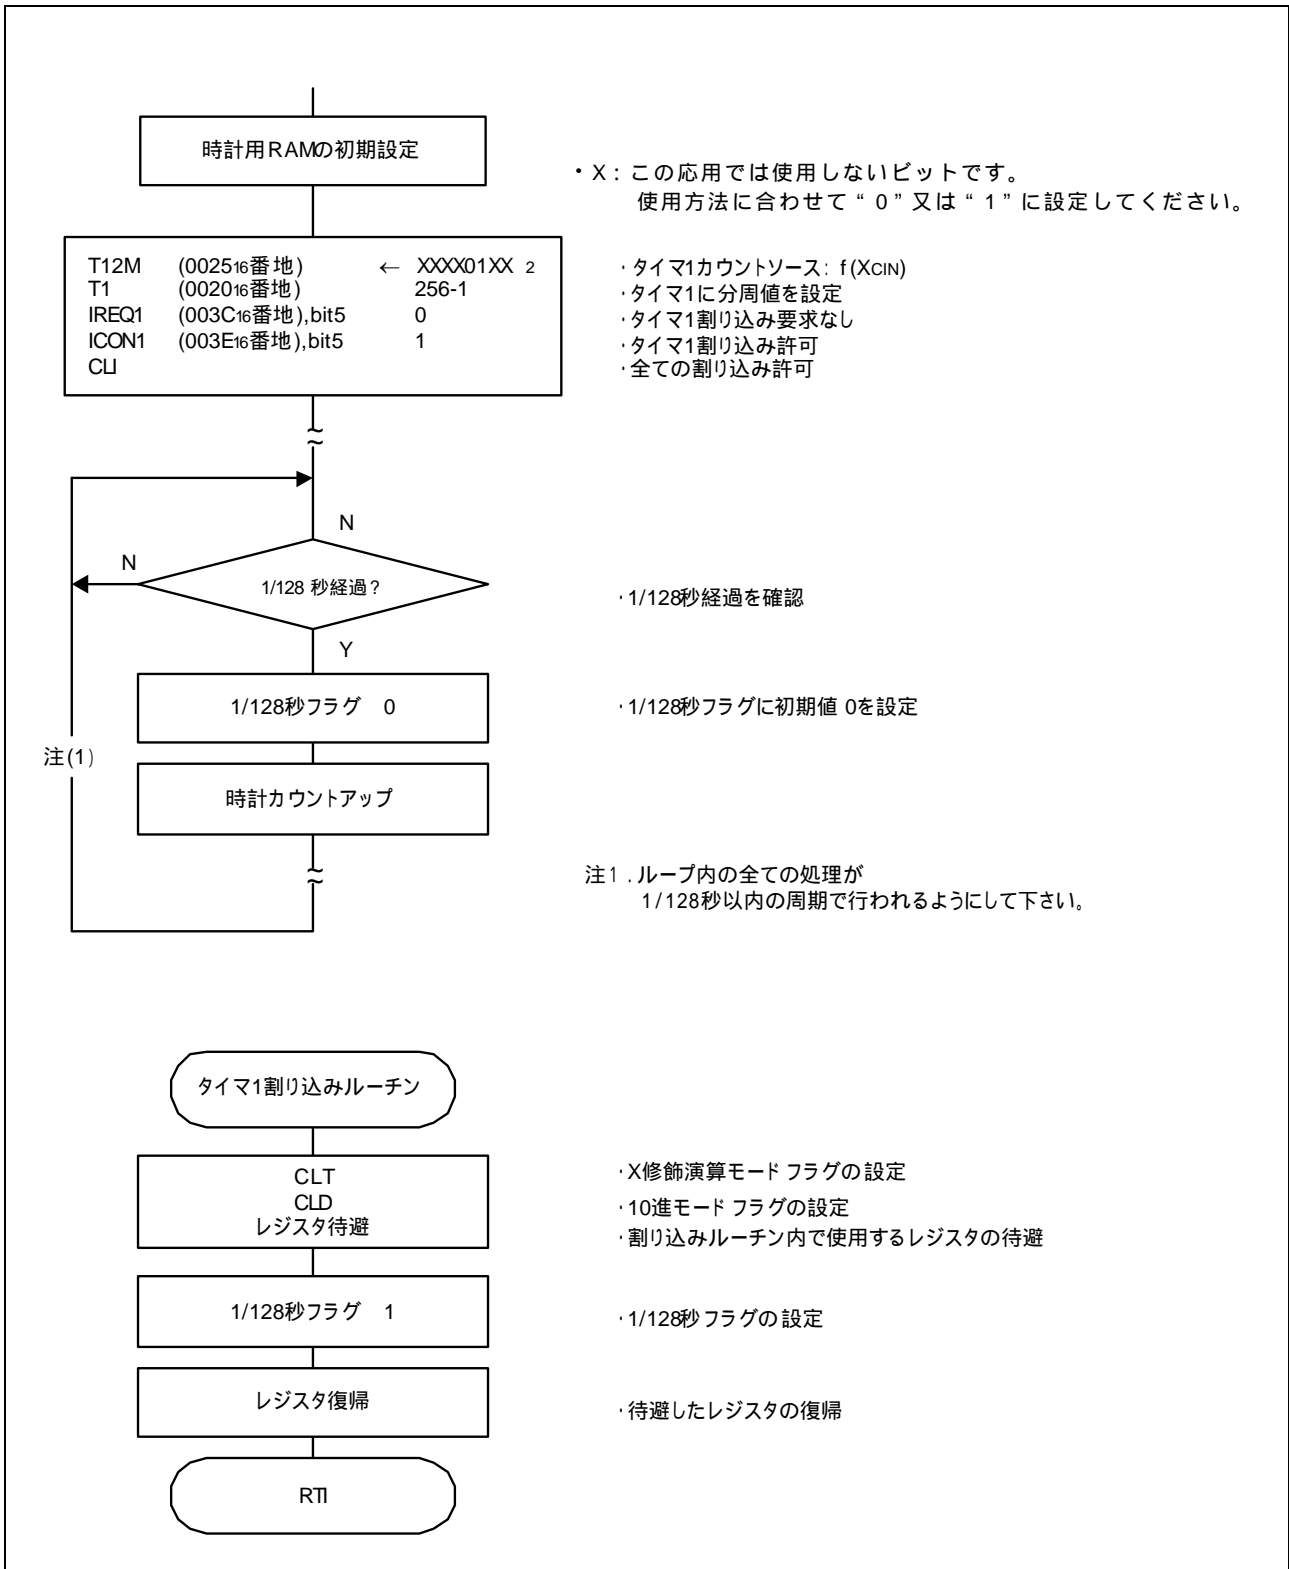 時計用RAMの初期設定
・X: この応用では使用しないビットです。
使用方法に合わせて“0”又は“1”に設定してください。
T12M (002516番地) ← XXXX01XX 2
T1 (002016番地) 256-1
IREQ1 (003C16番地),bit5 0
ICON1 (003E16番地),bit5 1
CLI
・タイマ1カウントソース: f(XCIN)
・タイマ1に分周値を設定
・タイマ1割り込み要求なし
・タイマ1割り込み許可
・全ての割り込み許可
≈
N
N
1/128 秒経過?
・1/128秒経過を確認
Y
1/128秒フラグ 0
・1/128秒フラグに初期値 0を設定
注(1)
時計カウントアップ
≈
注1.ループ内の全ての処理が
1/128秒以内の周期で行われるようにして下さい。
タイマ1割り込みルーチン
CLT
CLD
レジスタ待避
・X修飾演算モード フラグの設定
・10進モード フラグの設定
・割り込みルーチン内で使用するレジスタの待避
1/128秒フラグ 1
・1/128秒フラグの設定
レジスタ復帰
・待避したレジスタの復帰
RTI